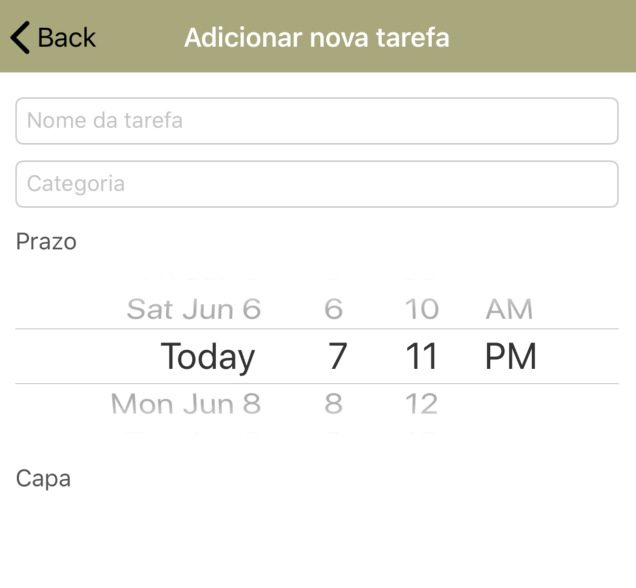 Back Adicionar nova tarefa
Nome da tarefa
Categoria
Prazo
Sat Jun 6 6 10 AM
Today 7 11 PM
Mon Jun 8 8 12
Capa